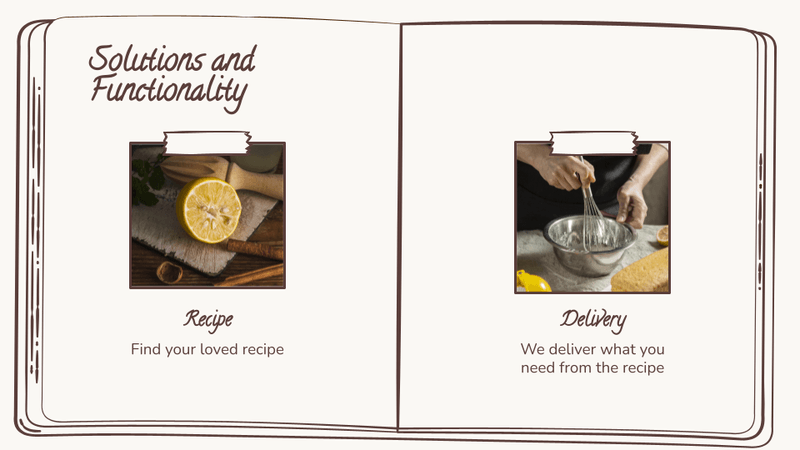 Solutions and
Functionality
Recipe
Find your loved recipe
Delivery
We deliver what you
need from the recipe